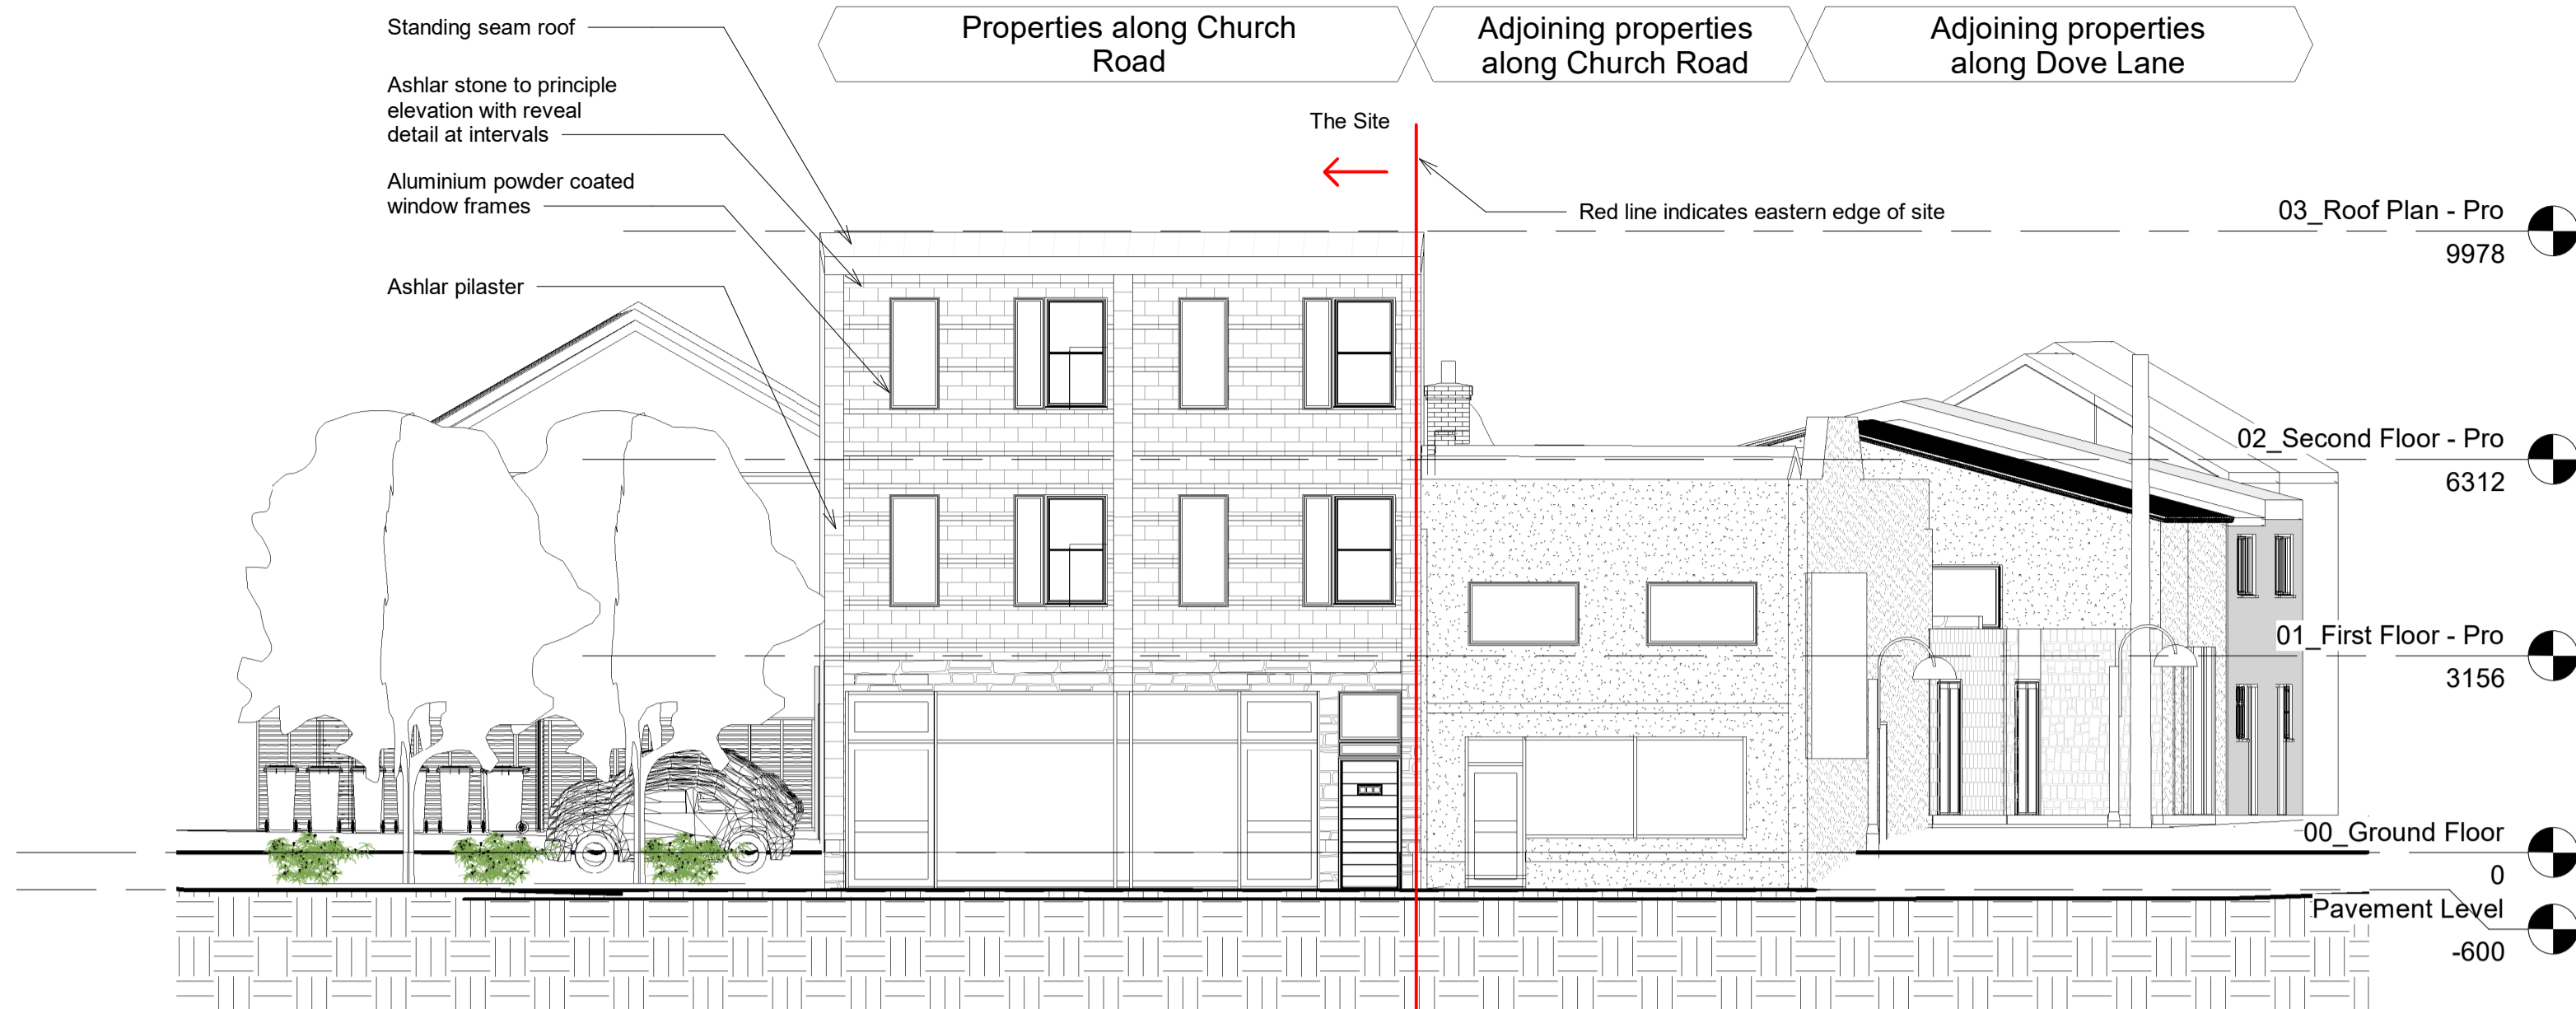 Standing seam roof
Ashlar stone to principle
elevation with reveal
detail at intervals
Aluminium powder coated
window frames
Ashlar pilaster
Properties along Church
Road
Adjoining properties
along Church Road
Adjoining properties
along Dove Lane
The Site
Red line indicates eastern edge of site
03_Roof Plan - Pro
9978
02_Second Floor - Pro
6312
01_First Floor - Pro
3156
00_Ground Floor
0
Pavement Level
-600